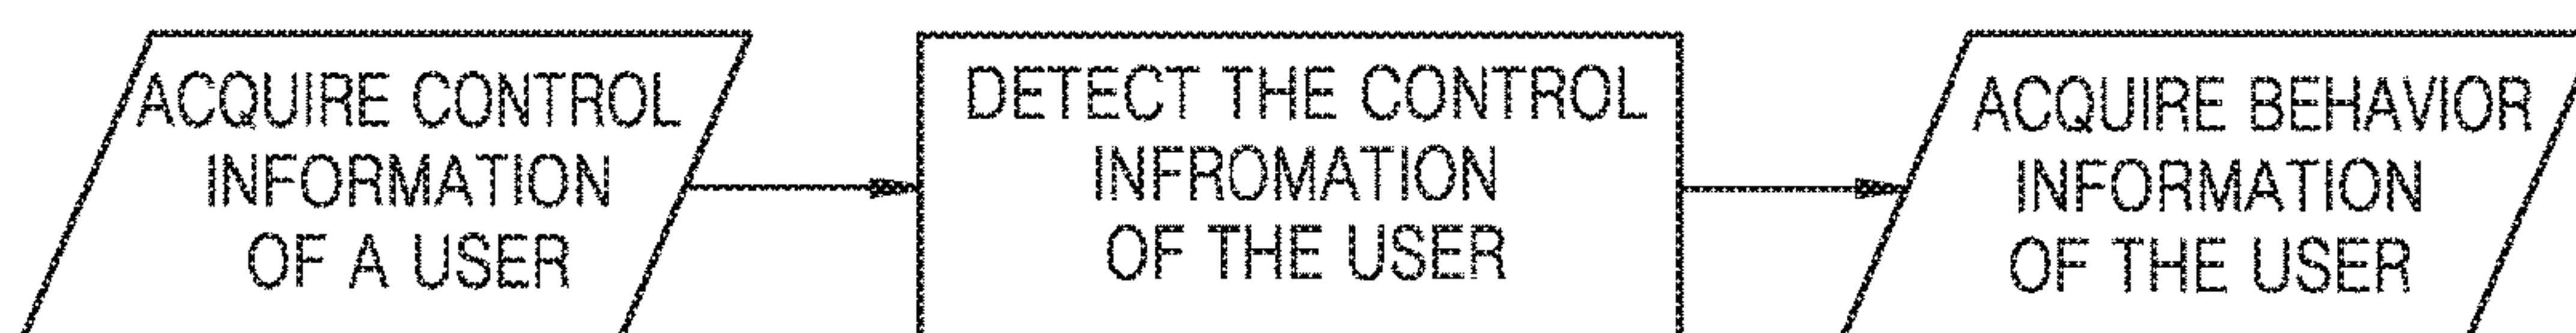 ACQUIRE CONTROL
INFORMATION
OF A USER
DETECT THE CONTROL
INFROMATION
OF THE USER
ACQUIRE BEHAVIOR
INFORMATION
OF THE USER